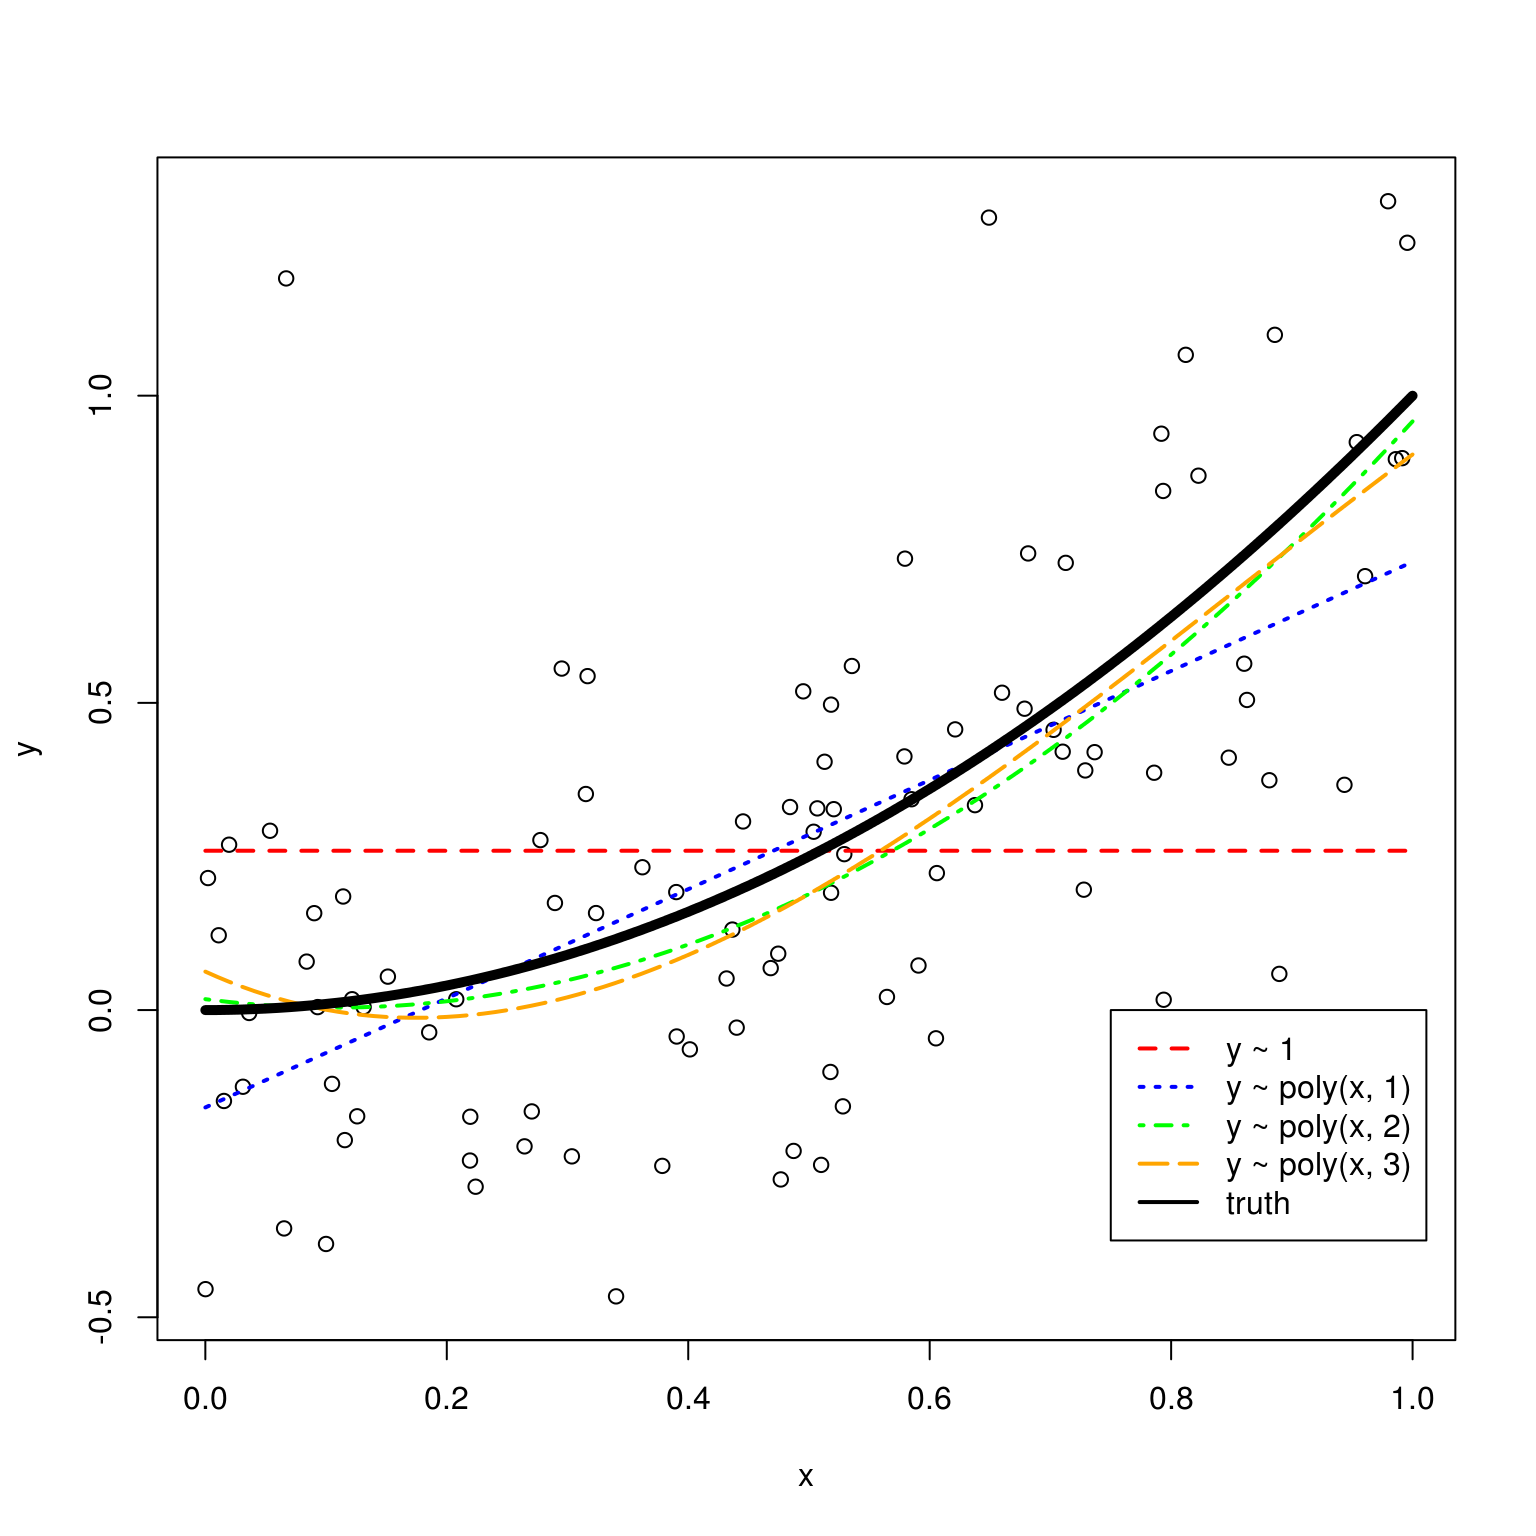 1.0
0.5
0.0
-0.5
y
y ~ 1
y ~ poly(x, 1)
y ~ poly(x, 2)
y ~ poly(x, 3)
truth
0.0 0.2 0.4 0.6 0.8 1.0
x